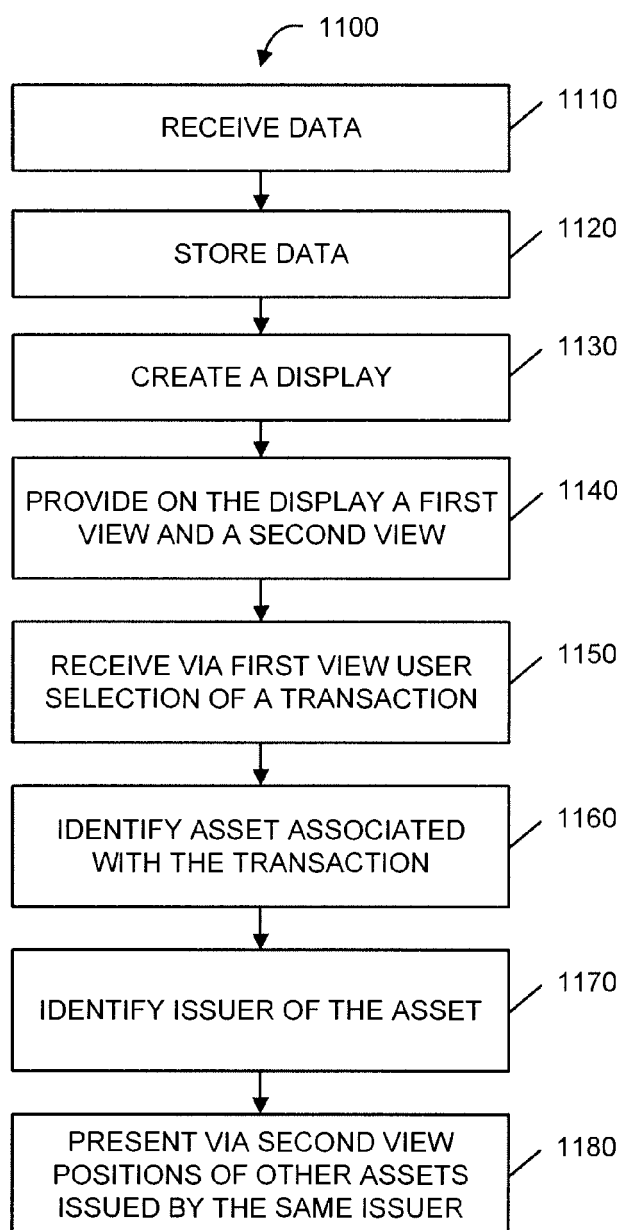 1100
RECEIVE DATA
1110
STORE DATA
1120
CREATE A DISPLAY
1130
PROVIDE ON THE DISPLAY A FIRST
VIEW AND A SECOND VIEW
1140
RECEIVE VIA FIRST VIEW USER
SELECTION OF A TRANSACTION
1150
IDENTIFY ASSET ASSOCIATED
WITH THE TRANSACTION
1160
IDENTIFY ISSUER OF THE ASSET
1170
PRESENT VIA SECOND VIEW
POSITIONS OF OTHER ASSETS
ISSUED BY THE SAME ISSUER
1180